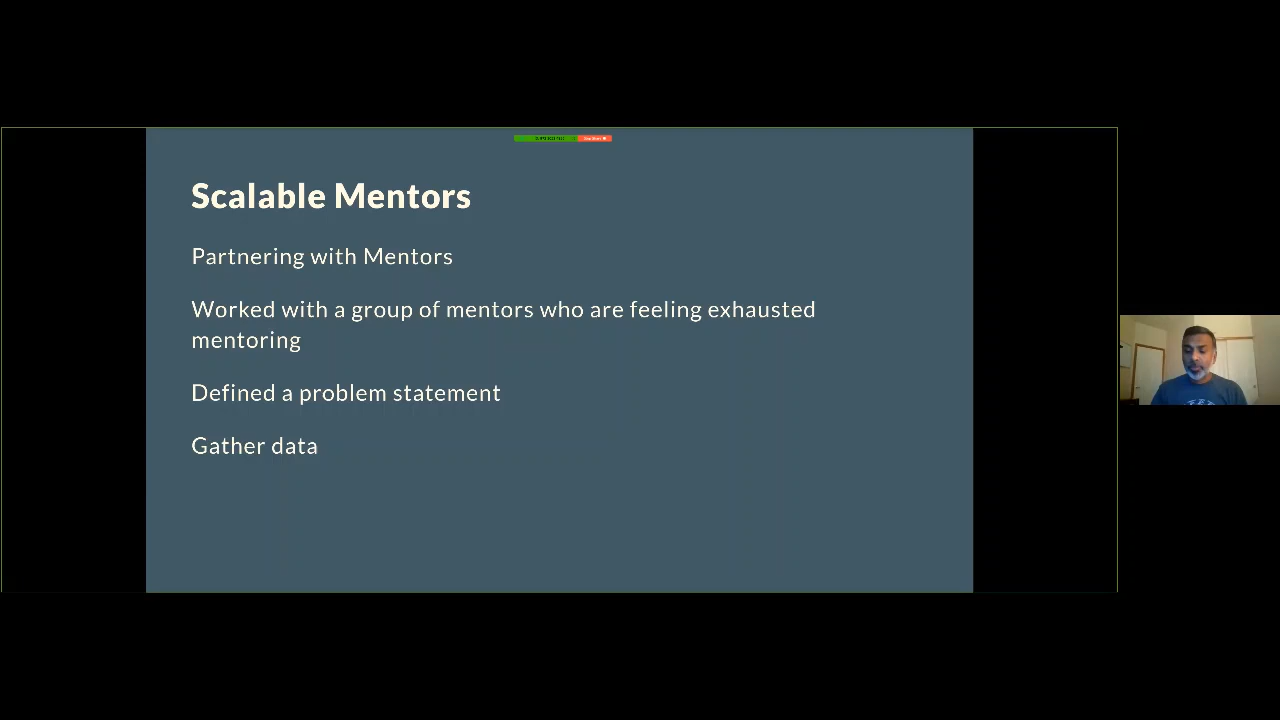 Scalable Mentors
Partnering with Mentors
Worked with a group of mentors who are feeling exhausted
mentoring
Defined a problem statement
Gather data